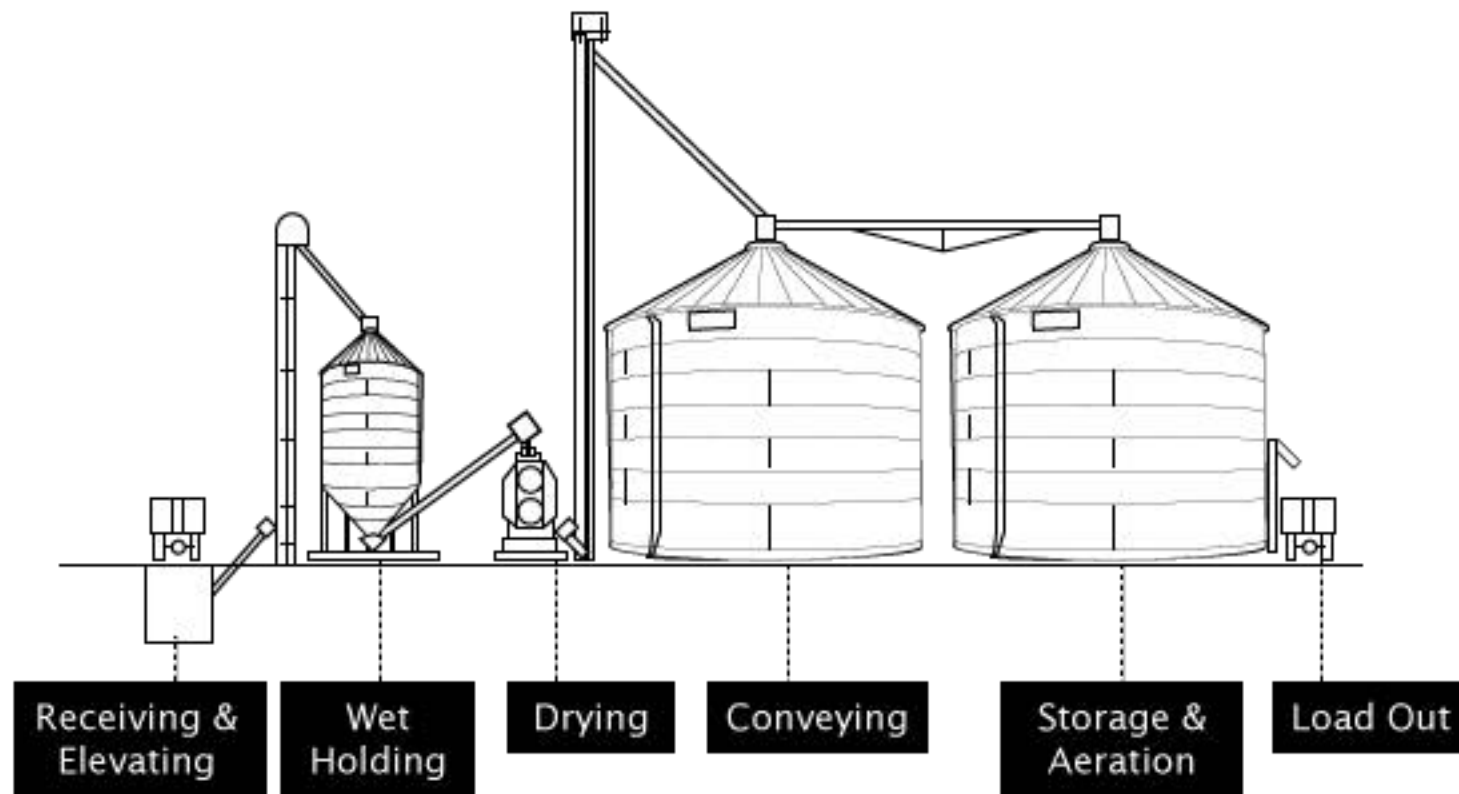 Receiving &
Elevating
Wet
Holding
Drying
Conveying
Storage &
Aeration
Load Out